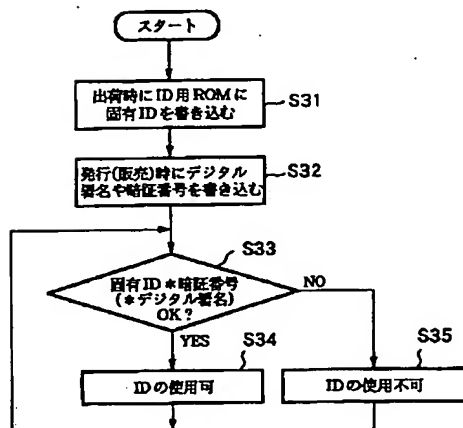 スタート
出荷時にID用ROMに
固有IDを書き込む
S31
発行(販売)時にデジタル
署名や暗証番号を書き込む
S32
S33
固有ID*暗証番号
(*デジタル署名)
OK?
NO
YES
S34
S35
IDの使用可
IDの使用不可